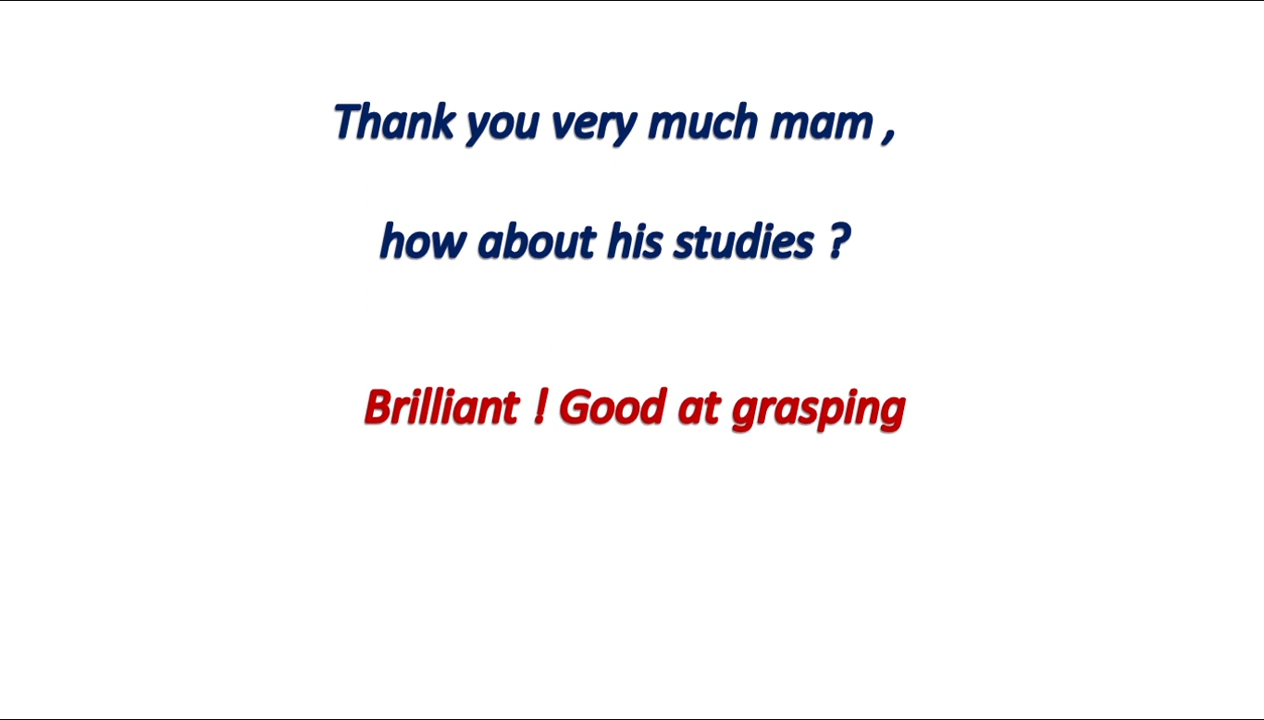 Thank you very much mam ,
how about his studies ?
Brilliant ! Good at grasping